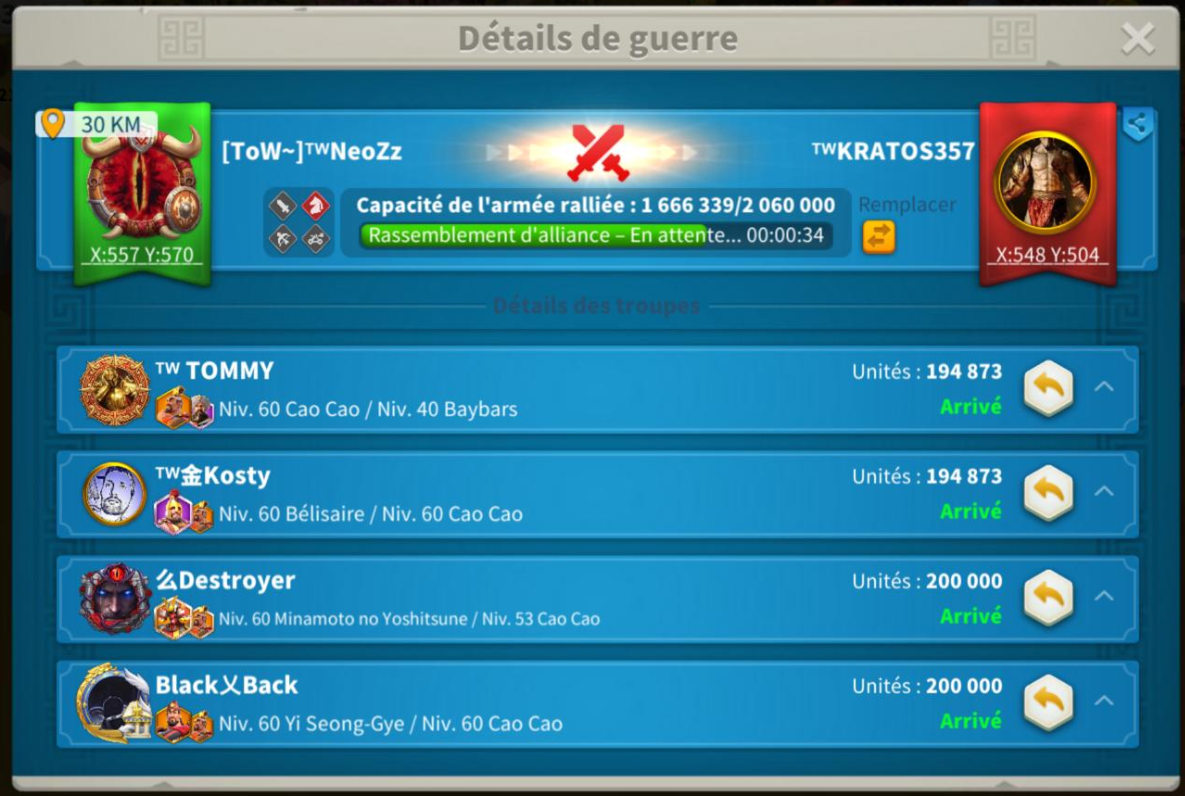 Détails de guerre
30 KM
[ToW~]ᵀᵂNeoZz
ᵀᵂKRATOS357
Capacité de l'armée ralliée : 1 666 339/2 060 000
Remplacer
Rassemblement d'alliance – En attente... 00:00:34
X:557 Y:570
X:548 Y:504
Détails des troupes
ᵀᵂ TOMMY
Unités : 194 873
Niv. 60 Cao Cao / Niv. 40 Baybars
Arrivé
ᵀᵂ金Kosty
Unités : 194 873
Niv. 60 Bélisaire / Niv. 60 Cao Cao
Arrivé
么Destroyer
Unités : 200 000
Niv. 60 Minamoto no Yoshitsune / Niv. 53 Cao Cao
Arrivé
Black乂Back
Unités : 200 000
Niv. 60 Yi Seong-Gye / Niv. 60 Cao Cao
Arrivé